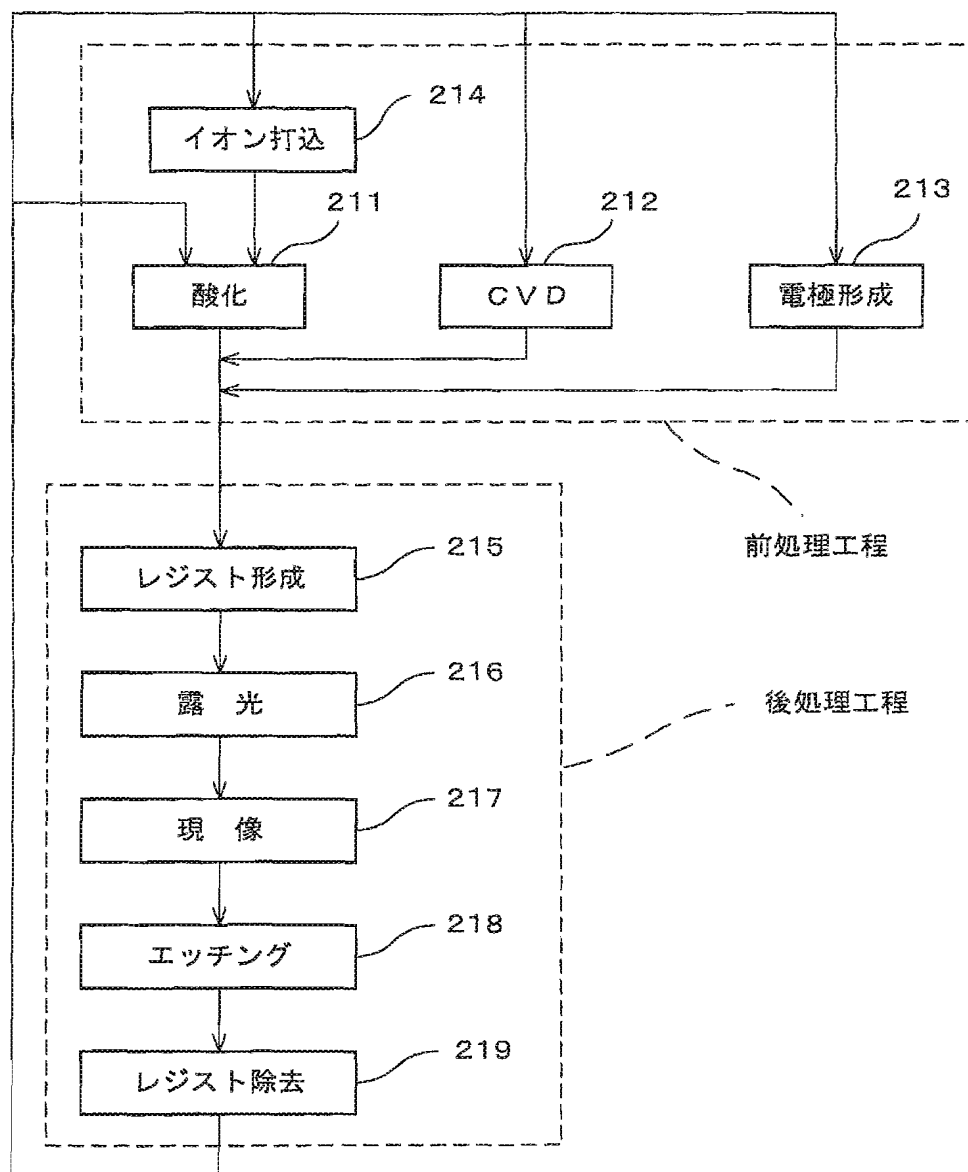 214
イオン打込
211
212
213
酸化
CVD
電極形成
前処理工程
215
レジスト形成
216
露 光
後処理工程
217
現 像
218
エッチング
219
レジスト除去